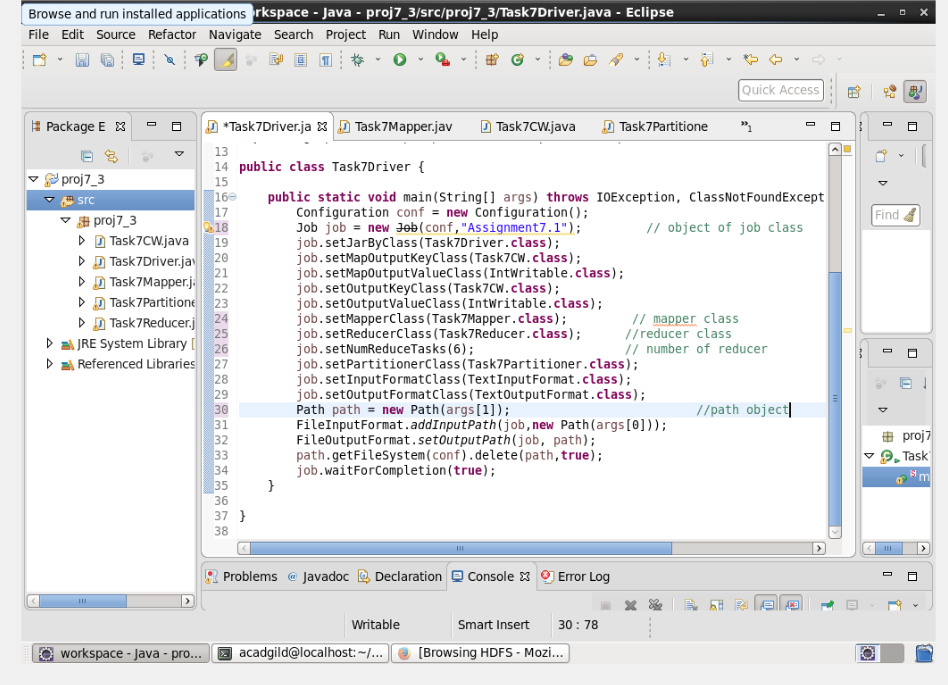 Browse and run installed applications
rkspace - Java - proj7_3/src/proj7_3/Task7Driver.java - Eclipse
File Edit Source Refactor Navigate Search Project Run Window Help
Quick Access
Package E
*Task7Driver.ja
Task7Mapper.jav
Task7CW.java
Task7Partitione
»1
proj7_3
src
proj7_3
Task7CW.java
Task7Driver.jav
Task7Mapper.j
Task7Partitione
Task7Reducer.j
JRE System Library [
Referenced Libraries
13
14 public class Task7Driver {
15
16 public static void main(String[] args) throws IOException, ClassNotFoundExcept
17 Configuration conf = new Configuration();
18 Job job = new Job(conf,"Assignment7.1"); // object of job class
19 job.setJarByClass(Task7Driver.class);
20 job.setMapOutputKeyClass(Task7CW.class);
21 job.setMapOutputValueClass(IntWritable.class);
22 job.setOutputKeyClass(Task7CW.class);
23 job.setOutputValueClass(IntWritable.class);
24 job.setMapperClass(Task7Mapper.class); // mapper class
25 job.setReducerClass(Task7Reducer.class); //reducer class
26 job.setNumReduceTasks(6); // number of reducer
27 job.setPartitionerClass(Task7Partitioner.class);
28 job.setInputFormatClass(TextInputFormat.class);
29 job.setOutputFormatClass(TextOutputFormat.class);
30 Path path = new Path(args[1]); //path object
31 FileInputFormat.addInputPath(job,new Path(args[0]));
32 FileOutputFormat.setOutputPath(job, path);
33 path.getFileSystem(conf).delete(path,true);
34 job.waitForCompletion(true);
35 }
36
37 }
38
Find
proj7
Task
m
Problems @ Javadoc Declaration Console Error Log
Writable Smart Insert 30 : 78
workspace - Java - pro...
acadgild@localhost:~/...
[Browsing HDFS - Mozi...